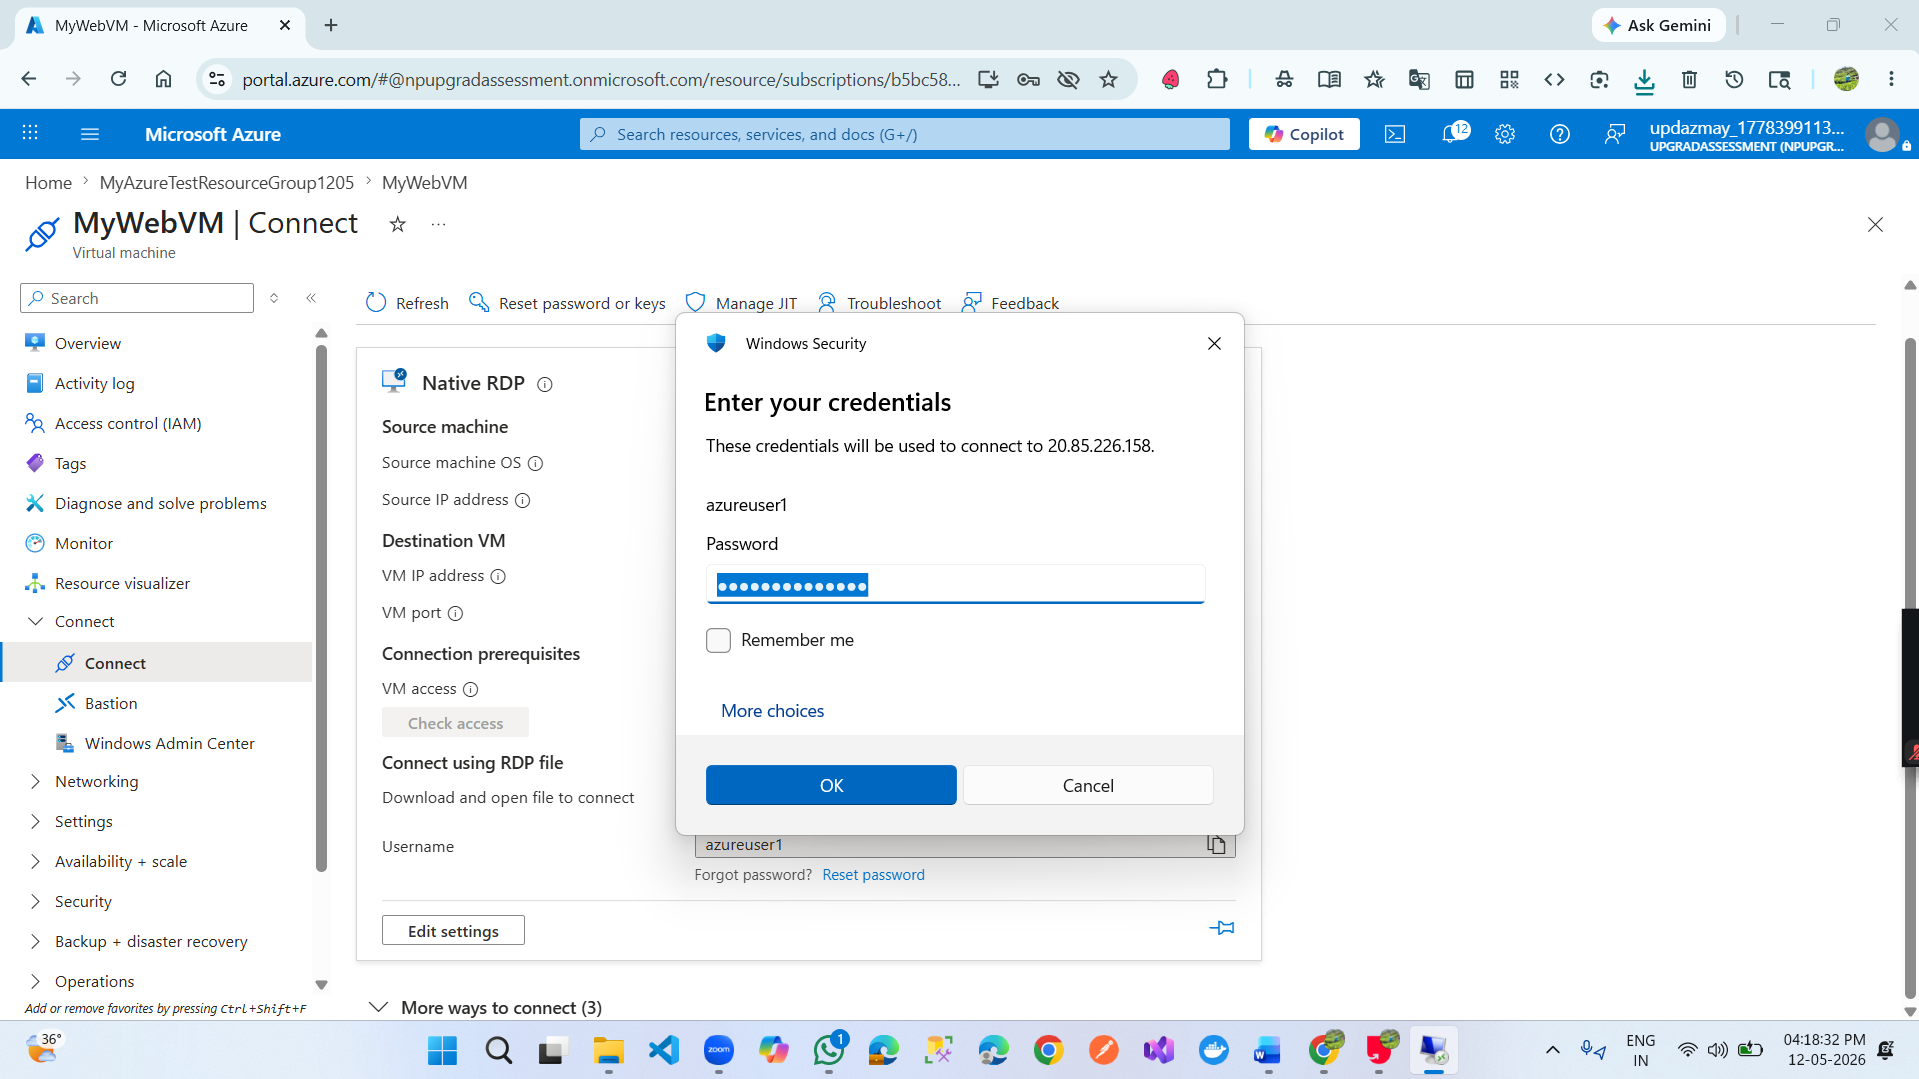 MyWebVM - Microsoft Azure
Ask Gemini
portal.azure.com/#@npupgradassessment.onmicrosoft.com/resource/subscriptions/b5bc58...
Microsoft Azure
Search resources, services, and docs (G+/)
Copilot
12
updazmay_1778399113...
UPGRADASSESSMENT (NPUPGR...
Home > MyAzureTestResourceGroup1205 > MyWebVM
MyWebVM | Connect
Virtual machine
Search
Overview
Activity log
Access control (IAM)
Tags
Diagnose and solve problems
Monitor
Resource visualizer
Connect
Connect
Bastion
Windows Admin Center
Networking
Settings
Availability + scale
Security
Backup + disaster recovery
Operations
Add or remove favorites by pressing Ctrl+Shift+F
Refresh
Reset password or keys
Manage JIT
Troubleshoot
Feedback
Native RDP
Source machine
Source machine OS
Source IP address
Destination VM
VM IP address
VM port
Connection prerequisites
VM access
Check access
Connect using RDP file
Download and open file to connect
Username
azureuser1
Forgot password? Reset password
Edit settings
More ways to connect (3)
Windows Security
Enter your credentials
These credentials will be used to connect to 20.85.226.158.
azureuser1
Password
••••••••••••••
Remember me
More choices
OK
Cancel
36°
zoom
1
ENG
IN
04:18:32 PM
12-05-2026